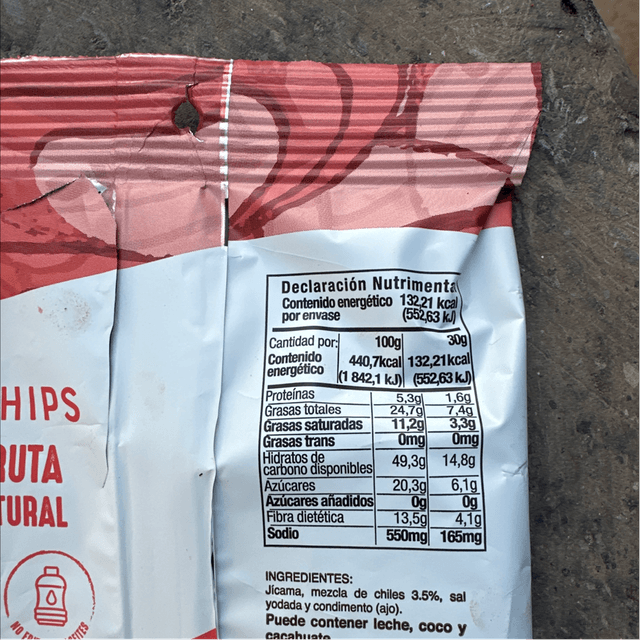 HIPS
RUTA
TURAL
Declaración Nutrimenta
Contenido energético 132,21 kcal
por envase (552,63 kJ)
Cantidad por: 100g 30g
Contenido 440,7kcal 132,21kcal
energético (1 842,1 kJ) (552,63 kJ)
Proteínas 5,3g 1,6g
Grasas totales 24,7g 7,4g
Grasas saturadas 11,2g 3,3g
Grasas trans 0mg 0mg
Hidratos de
carbono disponibles 49,3g 14,8g
Azúcares 20,3g 6,1g
Azúcares añadidos 0g 0g
Fibra dietética 13,5g 4,1g
Sodio 550mg 165mg
INGREDIENTES:
Jícama, mezcla de chiles 3.5%, sal
yodada y condimento (ajo).
Puede contener leche, coco y
cacahuate